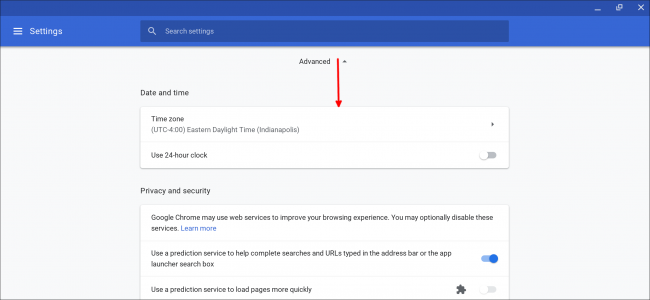 Settings
Search settings
Advanced
Date and time
Time zone
(UTC-4:00) Eastern Daylight Time (Indianapolis)
Use 24-hour clock
Privacy and security
Google Chrome may use web services to improve your browsing experience. You may optionally disable these
services. Learn more
Use a prediction service to help complete searches and URLs typed in the address bar or the app
launcher search box
Use a prediction service to load pages more quickly